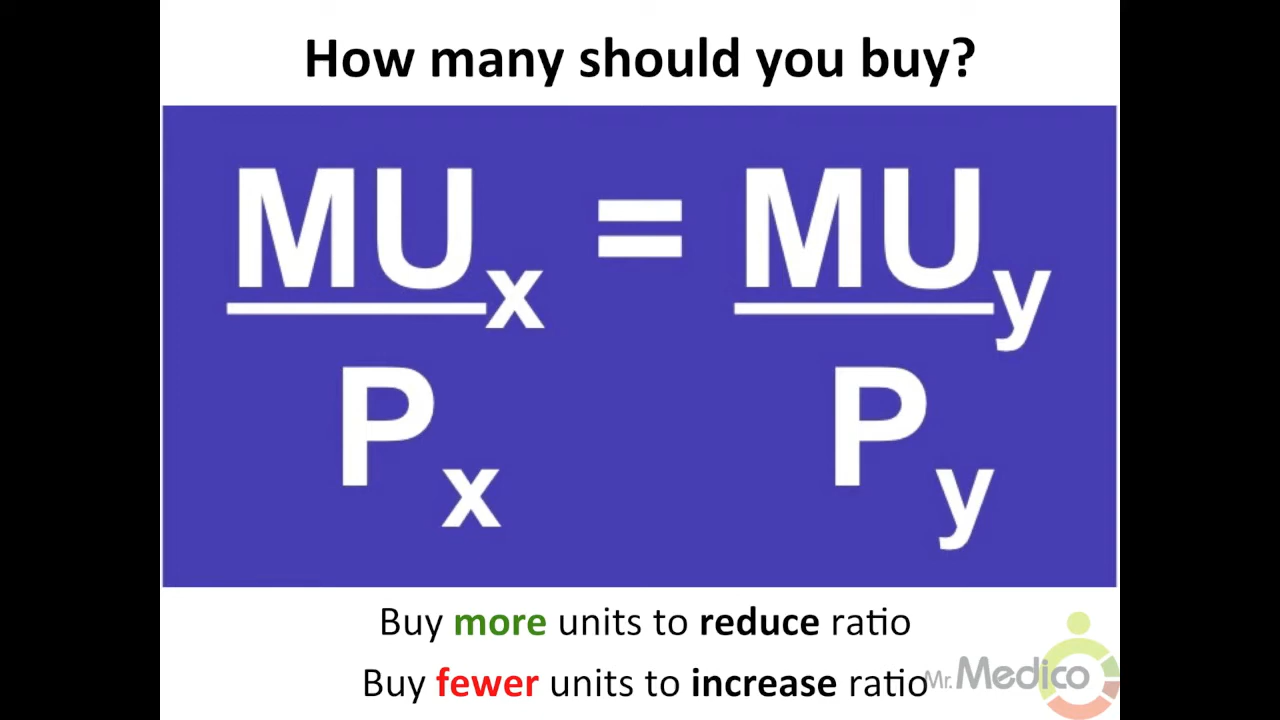 How many should you buy?
MUx = MUy
Px Py
Buy more units to reduce ratio
Buy fewer units to increase ratio
Mr. Medico